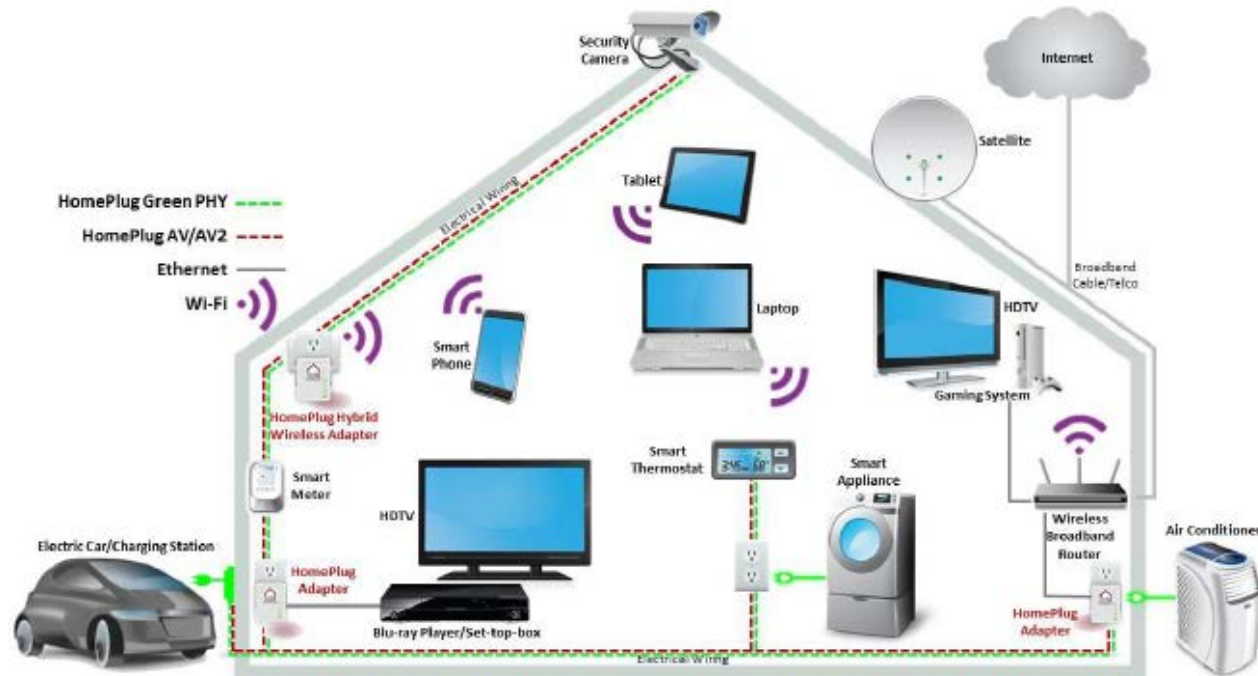 Security
Camera
Internet
Satellite
Tablet
Electrical Wiring
HomePlug Green PHY
HomePlug AV/AV2
Ethernet
Wi-Fi
Broadband
Cable/Telco
HDTV
Laptop
Smart
Phone
Gaming System
HomePlug Hybrid
Wireless Adapter
Smart
Thermostat
3:45
68°
Smart
Appliance
Smart
Meter
HDTV
Wireless
Broadband
Router
Air Conditioner
Electric Car/Charging Station
HomePlug
Adapter
HomePlug
Adapter
Blu-ray Player/Set-top-box
Electrical Wiring